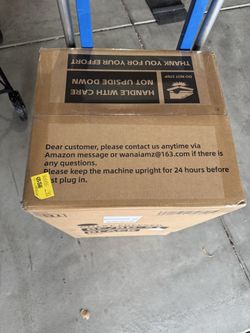 THANK YOU FOR YOUR EFFORT
NOT UPSIDE DOWN
HANDLE WITH CARE
DO NOT STEP
Dear customer, please contact us anytime via
Amazon message or wanaiamz@163.com if there is
any questions.
Please keep the machine upright for 24 hours before
st plug in.